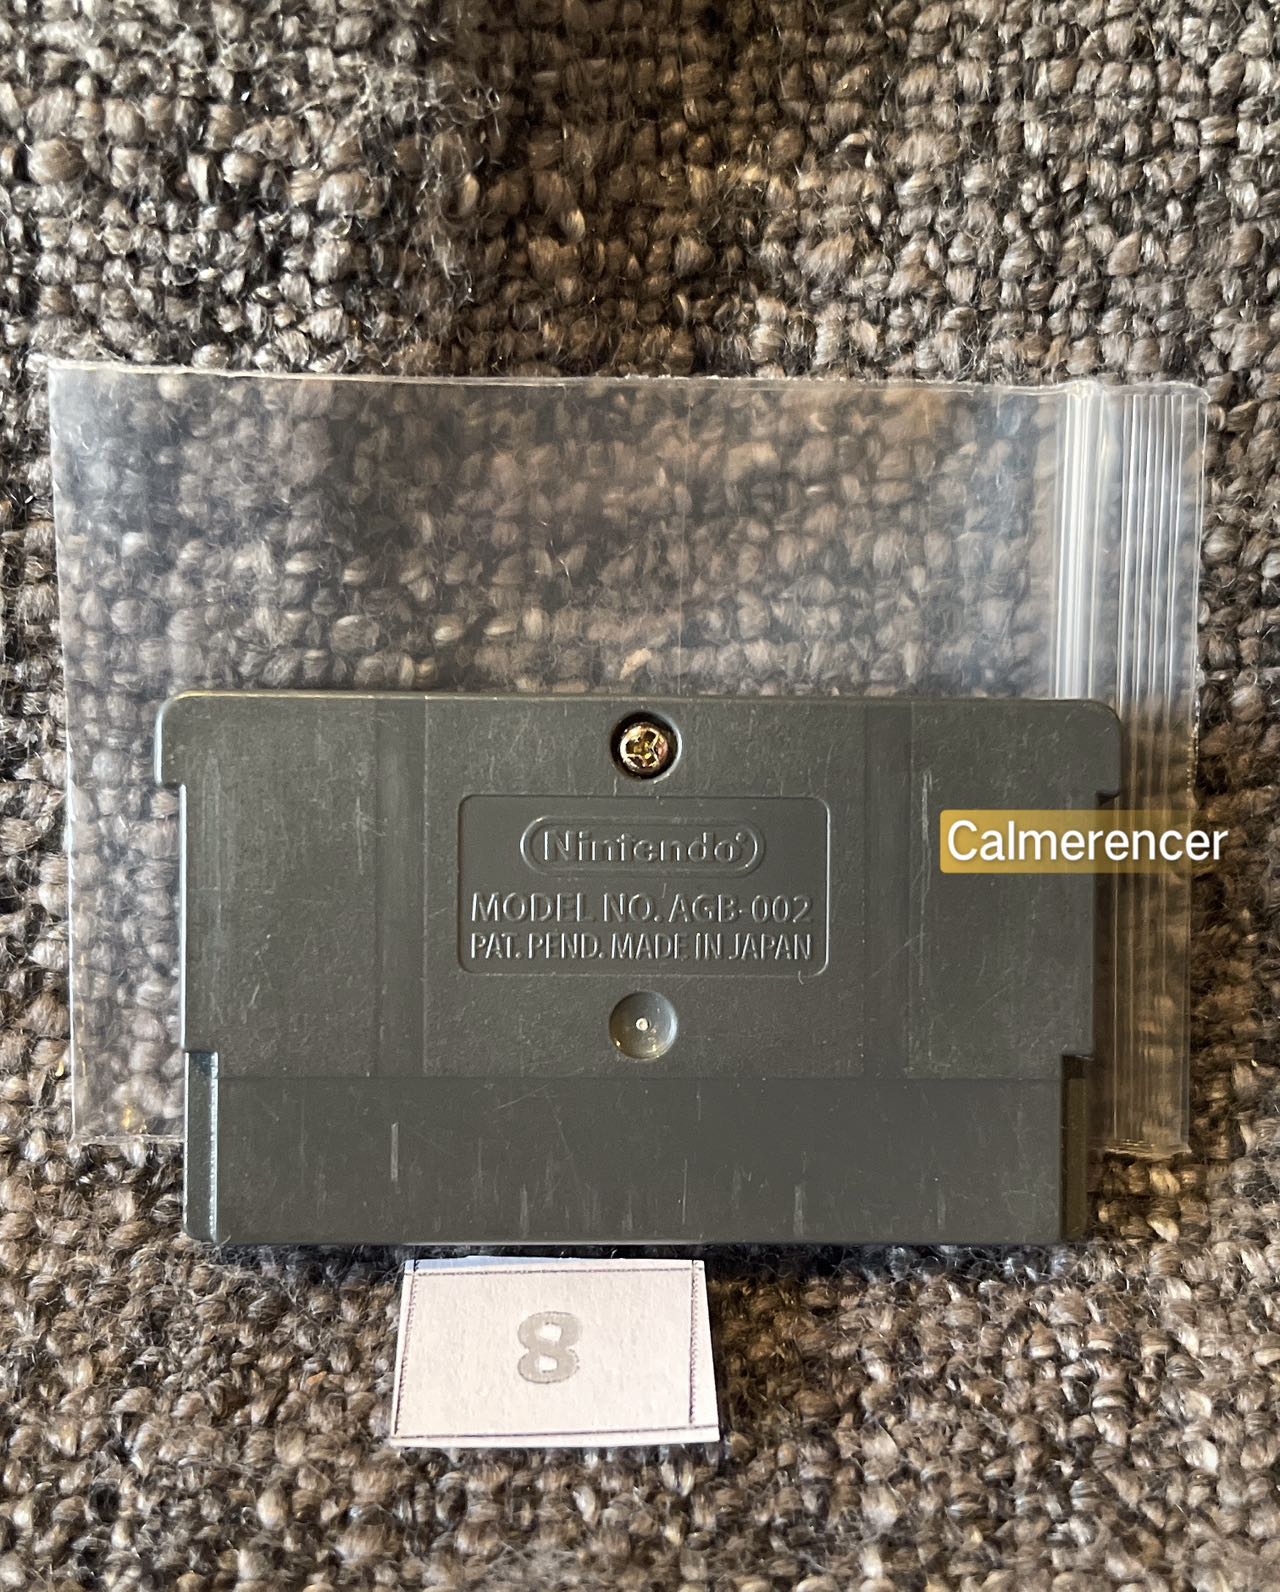 Nintendo
Calmerencer
MODEL NO. AGB-002
PAT. PEND. MADE IN JAPAN
8